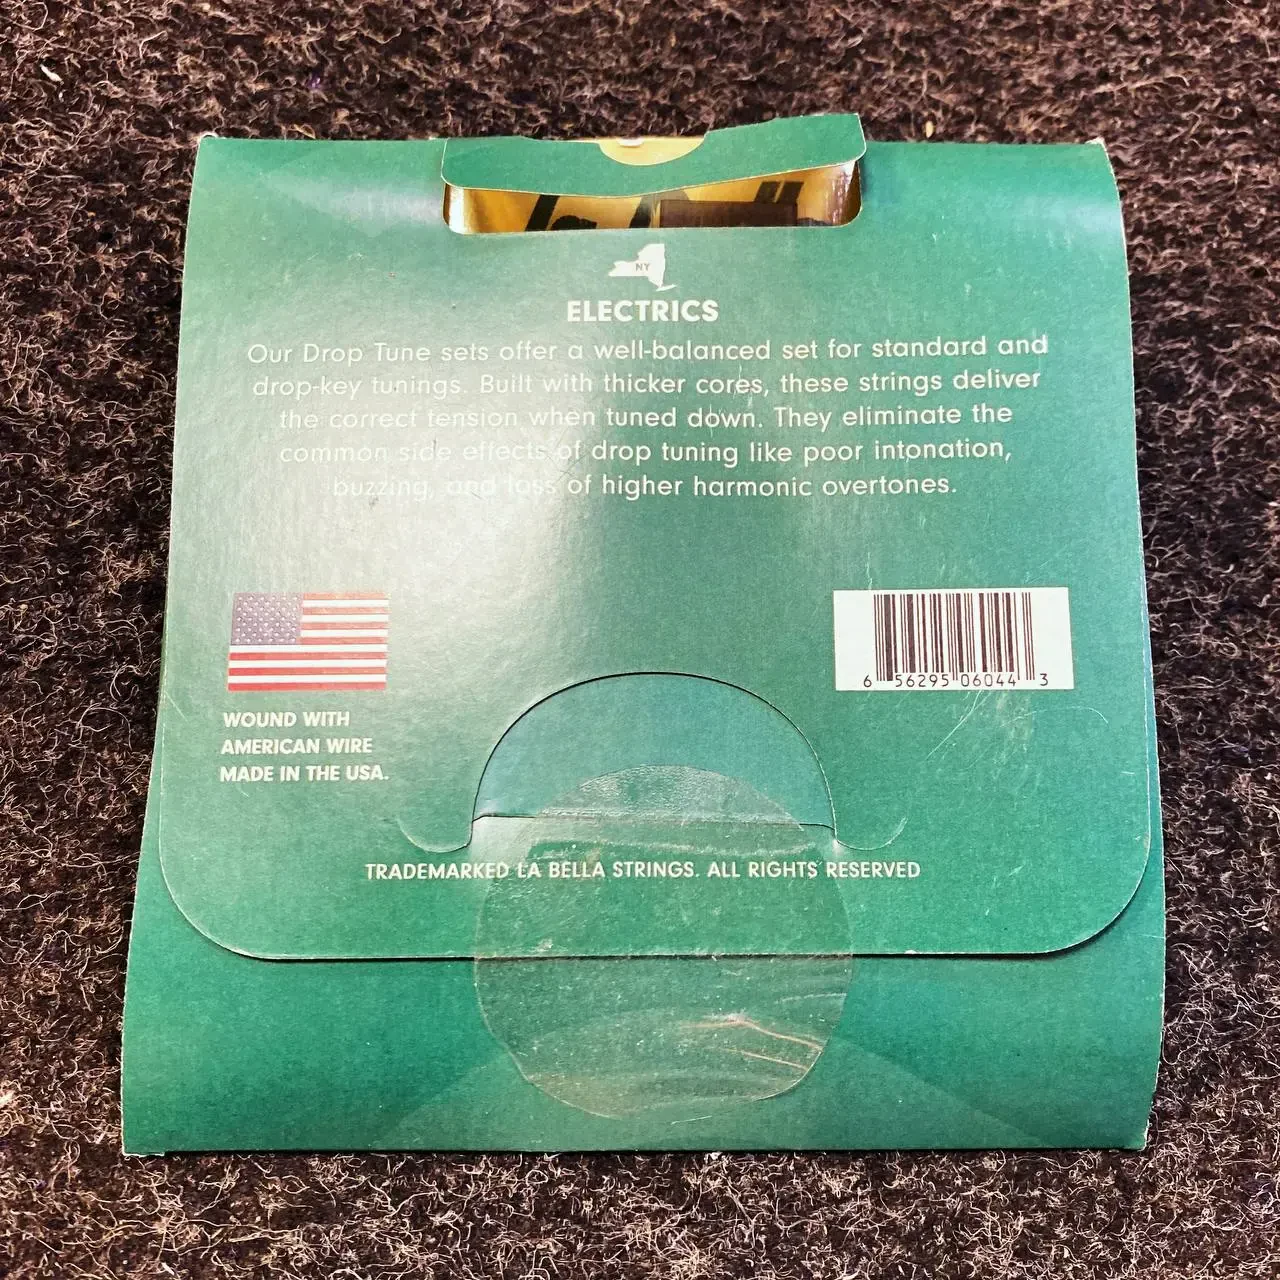 NY
ELECTRICS
Our Drop Tune sets offer a well-balanced set for standard and
drop-key tunings. Built with thicker cores, these strings deliver
the correct tension when tuned down. They eliminate the
common side effects of drop tuning like poor intonation,
buzzing, and loss of higher harmonic overtones.
6 56295 06044 3
WOUND WITH
AMERICAN WIRE
MADE IN THE USA.
TRADEMARKED LA BELLA STRINGS. ALL RIGHTS RESERVED